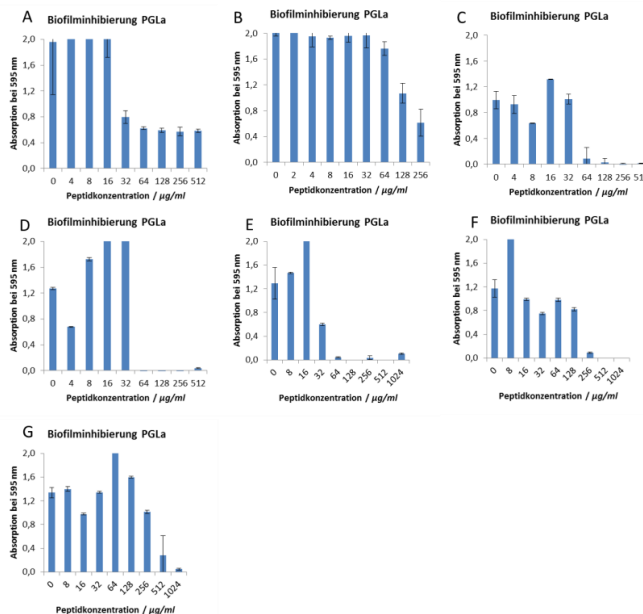 A
Biofilminhibierung PGLa
Absorption bei 595 nm
2,0
1,6
1,2
0,8
0,4
0,0
0 4 8 16 32 64 128 256 512
Peptidkonzentration / µg/ml
B
Biofilminhibierung PGLa
Absorption bei 595 nm
2,0
1,6
1,2
0,8
0,4
0,0
0 2 4 8 16 32 64 128 256
Peptidkonzentration / µg/ml
C
Biofilminhibierung PGLa
Absorption bei 595 nm
2,0
1,6
1,2
0,8
0,4
0,0
0 4 8 16 32 64 128 256 51
Peptidkonzentration / µg/ml
D
Biofilminhibierung PGLa
Absorption bei 595 nm
2,0
1,6
1,2
0,8
0,4
0,0
0 4 8 16 32 64 128 256 512
Peptidkonzentration / µg/ml
E
Biofilminhibierung PGLa
Absorption bei 595 nm
2,0
1,6
1,2
0,8
0,4
0,0
0 8 16 32 64 128 256 512 1024
Peptidkonzentration / µg/ml
F
Biofilminhibierung PGLa
Absorption bei 595 nm
2,0
1,6
1,2
0,8
0,4
0,0
0 8 16 32 64 128 256 512 1024
Peptidkonzentration / µg/ml
G
Biofilminhibierung PGLa
Absorption bei 595 nm
2,0
1,6
1,2
0,8
0,4
0,0
0 8 16 32 64 128 256 512 1024
Peptidkonzentration / µg/ml